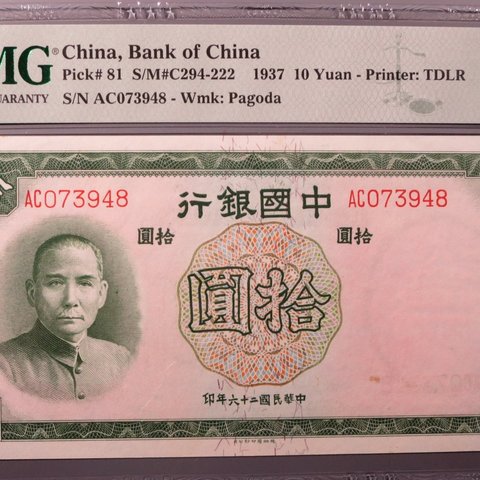 MG®
China, Bank of China
Pick# 81 S/M#C294-222 1937 10 Yuan - Printer: TDLR
UARANTY
S/N AC073948 - Wmk: Pagoda
行銀國中
AC073948
AC073948
圓拾
圓拾
圓拾
印年六十二國民華中